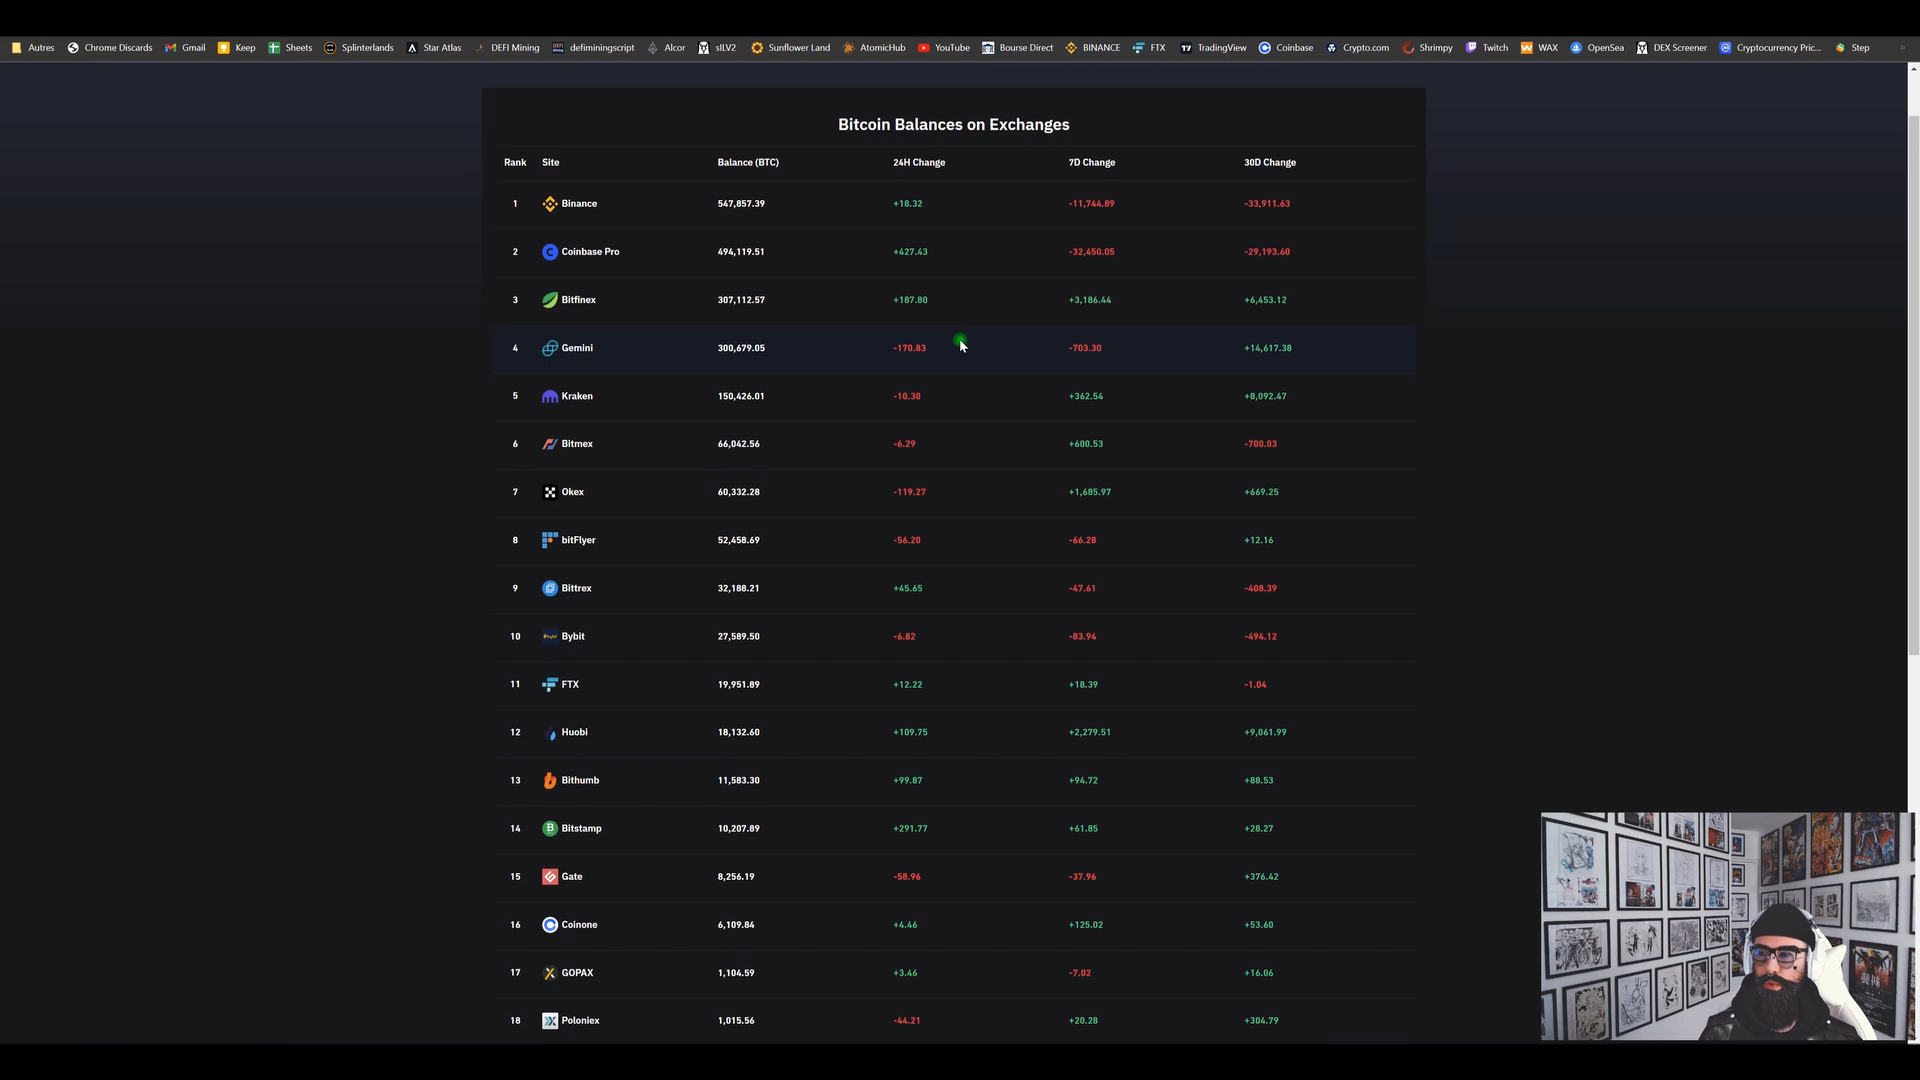 Autres Chrome Discards Gmail Keep Sheets Splinterlands Star Atlas DEFI Mining defiminingscript Alcor sILV2 Sunflower Land AtomicHub YouTube Bourse Direct BINANCE FTX TradingView Coinbase Crypto.com Shrimpy Twitch WAX OpenSea DEX Screener Cryptocurrency Pric... Step »
Bitcoin Balances on Exchanges
Rank Site Balance (BTC) 24H Change 7D Change 30D Change
1 Binance 547,857.39 +18.32 -11,744.89 -33,911.63
2 Coinbase Pro 494,119.51 +427.43 -32,450.05 -29,193.60
3 Bitfinex 307,112.57 +187.80 +3,186.44 +6,453.12
4 Gemini 300,679.05 -170.83 -703.30 +14,617.38
5 Kraken 150,426.01 -10.30 +362.54 +8,092.47
6 Bitmex 66,042.56 -6.29 +600.53 -700.03
7 Okex 60,332.28 -119.27 +1,685.97 +669.25
8 bitFlyer 52,458.69 -56.20 -66.28 +12.16
9 Bittrex 32,188.21 +45.65 -47.61 -408.39
10 Bybit 27,589.50 -6.82 -83.94 -494.12
11 FTX 19,951.89 +12.22 +18.39 -1.04
12 Huobi 18,132.60 +109.75 +2,279.51 +9,061.99
13 Bithumb 11,583.30 +99.87 +94.72 +88.53
14 Bitstamp 10,207.89 +291.77 +61.85 +28.27
15 Gate 8,256.19 -58.96 -37.96 +376.42
16 Coinone 6,109.84 +4.46 +125.02 +53.60
17 GOPAX 1,104.59 +3.46 -7.02 +16.06
18 Poloniex 1,015.56 -44.21 +20.28 +304.79